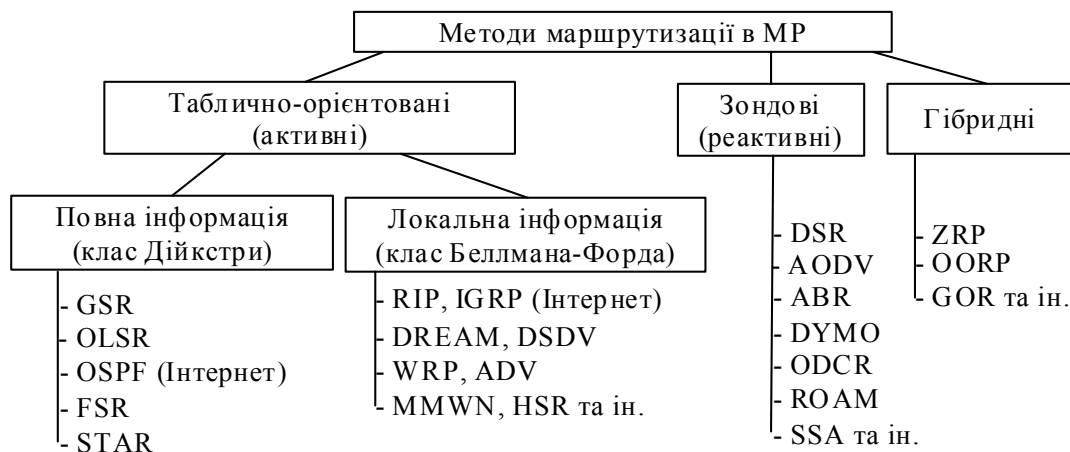 Методи маршрутизації в МР
Таблично-орієнтовані
(активні)
Зондові
(реактивні)
Гібридні
Повна інформація
(клас Дійкстри)
Локальна інформація
(клас Беллмана-Форда)
- GSR
- OLSR
- OSPF (Інтернет)
- FSR
- STAR
- RIP, IGRP (Інтернет)
- DREAM, DSDV
- WRP, ADV
- MMWN, HSR та ін.
- DSR
- AODV
- ABR
- DYMO
- ODCR
- ROAM
- SSA та ін.
- ZRP
- OORP
- GOR та ін.